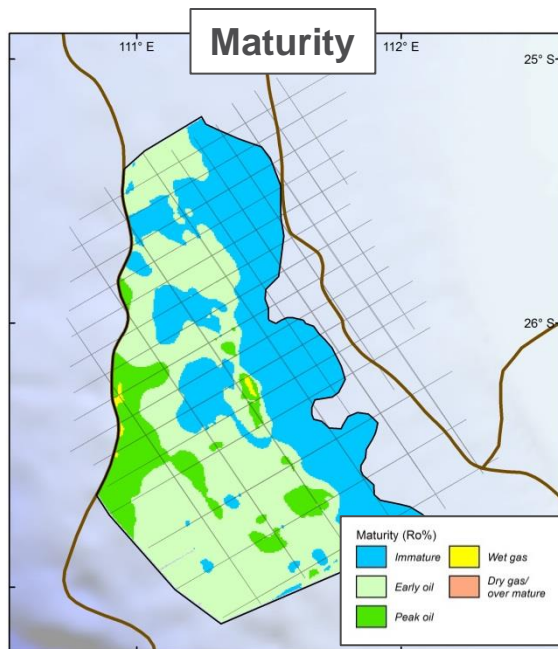 Maturity
111° E
112° E
25° S
26° S
Maturity (Ro%)
Immature
Wet gas
Early oil
Dry gas/
over mature
Peak oil